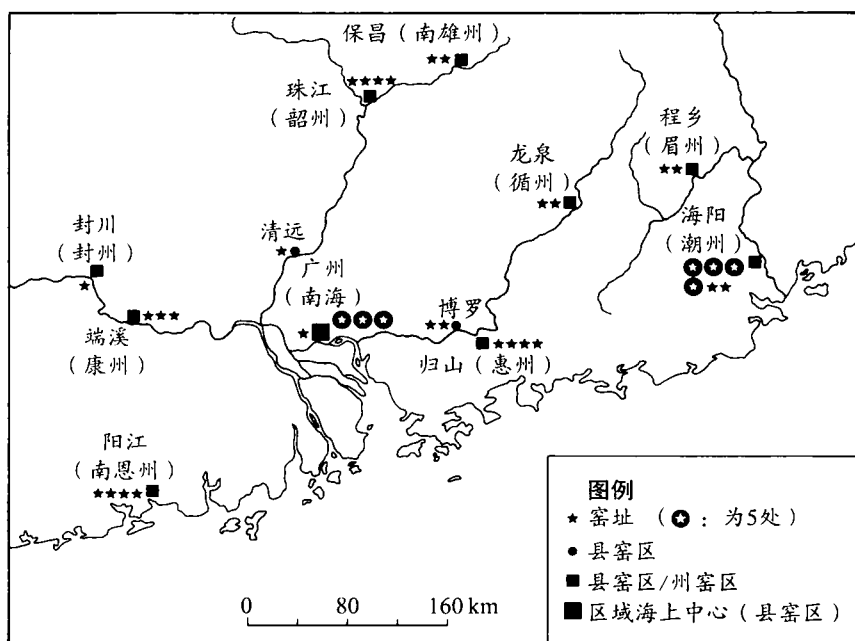 保昌（南雄州）
珠江
（韶州）
程乡
（眉州）
龙泉
（循州）
海阳
（潮州）
清远
封川
（封州）
广州
（南海）
博罗
端溪
（康州）
归山（惠州）
阳江
（南恩州）
图例
窑址 （ ：为5处）
县窑区
县窑区/州窑区
区域海上中心（县窑区）
0 80 160 km